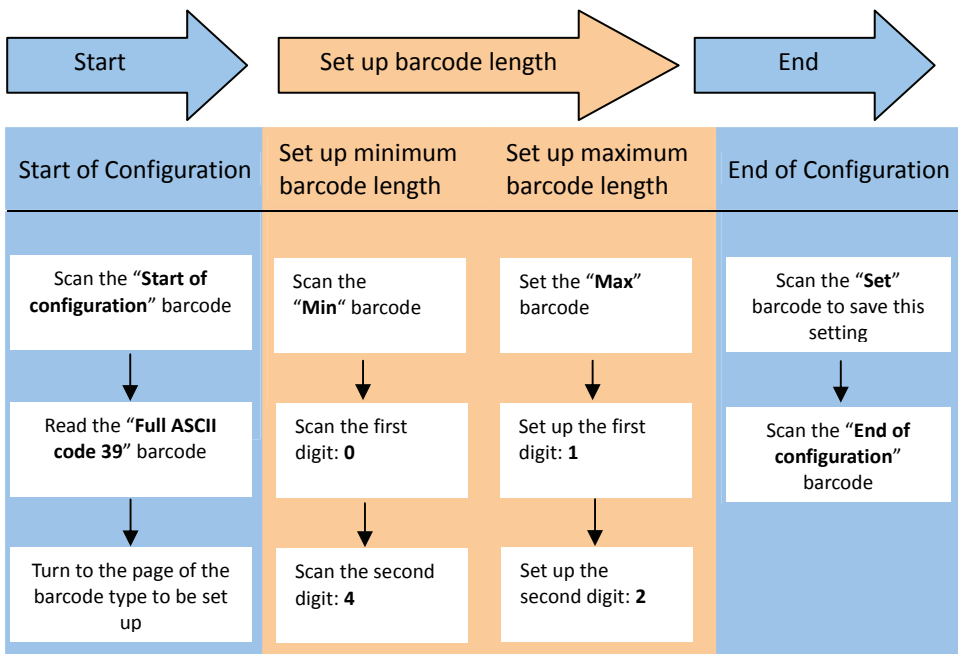 Start
Set up barcode length
End
Start of Configuration
Set up minimum
barcode length
Set up maximum
barcode length
End of Configuration
Scan the “Start of
configuration” barcode
Read the “Full ASCII
code 39” barcode
Turn to the page of the
barcode type to be set
up
Scan the
“Min“ barcode
Scan the first
digit: 0
Scan the second
digit: 4
Set the “Max”
barcode
Set up the first
digit: 1
Set up the
second digit: 2
Scan the “Set”
barcode to save this
setting
Scan the “End of
configuration”
barcode